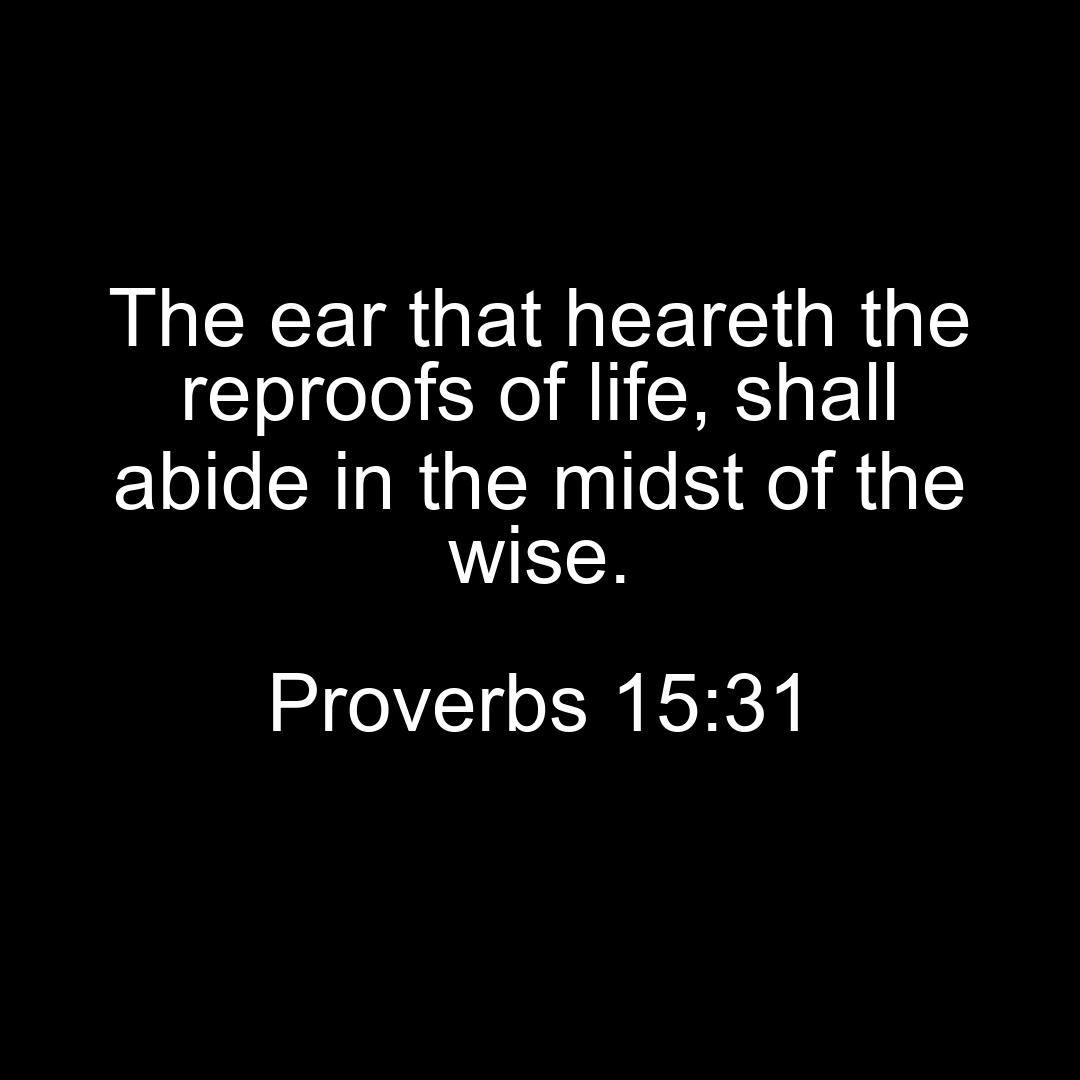 The ear that heareth the
reproofs of life, shall
abide in the midst of the
wise.
Proverbs 15:31